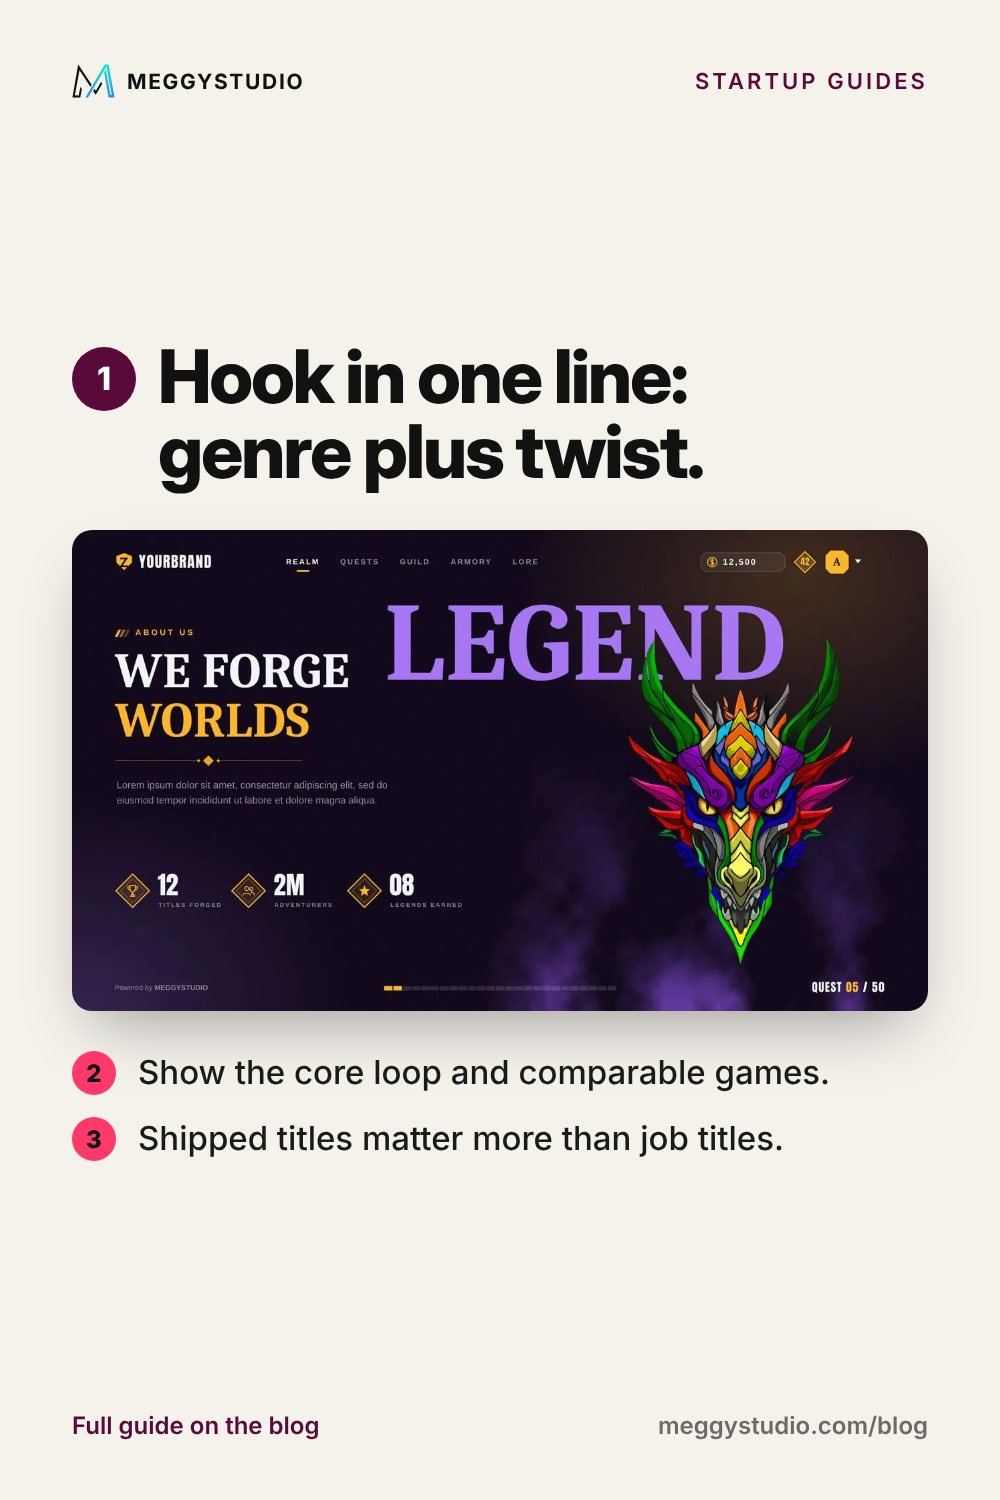 MEGGYSTUDIO
STARTUP GUIDES
1
Hook in one line:
genre plus twist.
YOURBRAND
REALM QUESTS GUILD ARMORY LORE
12,500
42
A
ABOUT US
WE FORGE
WORLDS
LEGEND
Lorem ipsum dolor sit amet, consectetur adipiscing elit, sed do
eiusmod tempor incididunt ut labore et dolore magna aliqua.
12
TITLES FORGED
2M
ADVENTURERS
08
LEGENDS EARNED
Powered by MEGGYSTUDIO
QUEST 05 / 50
2 Show the core loop and comparable games.
3 Shipped titles matter more than job titles.
Full guide on the blog
meggystudio.com/blog